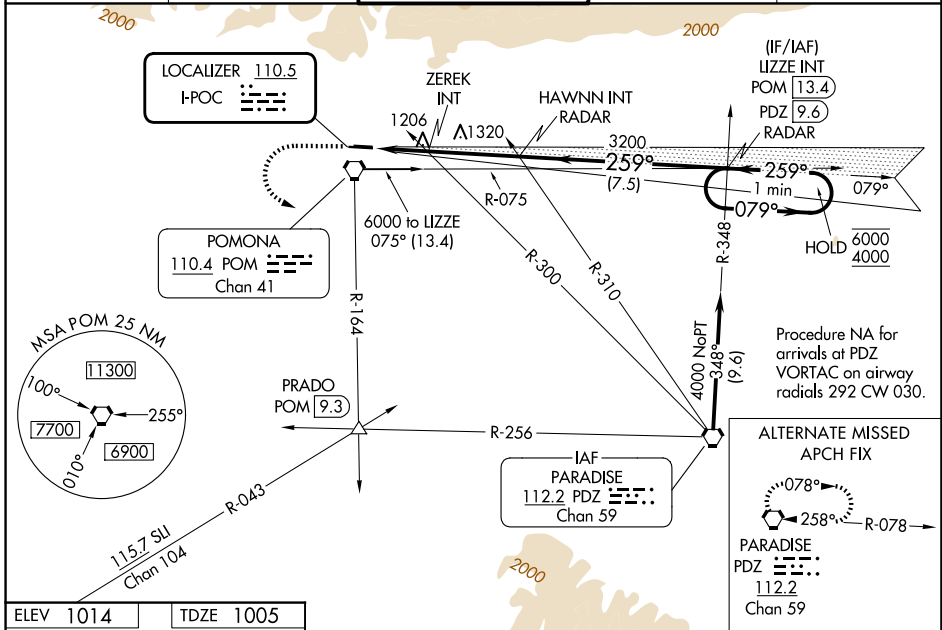 2000
2000
LOCALIZER 110.5
I-POC
ZEREK
INT
HAWNN INT
RADAR
(IF/IAF)
LIZZE INT
POM 13.4
PDZ 9.6
RADAR
1206
1320
3200
259°
(7.5)
259°
1 min
079°
079°
R-075
6000 to LIZZE
075° (13.4)
HOLD 6000
4000
POMONA
110.4 POM
Chan 41
R-164
R-300
R-310
R-348
4000 NoPT
348°
(9.6)
Procedure NA for
arrivals at PDZ
VORTAC on airway
radials 292 CW 030.
MSA POM 25 NM
11300
100°
255°
7700
6900
010°
PRADO
POM 9.3
R-256
R-043
115.7 SLI
Chan 104
IAF
PARADISE
112.2 PDZ
Chan 59
ALTERNATE MISSED
APCH FIX
078°
258°
R-078
PARADISE
PDZ
112.2
Chan 59
2000
ELEV 1014
TDZE 1005